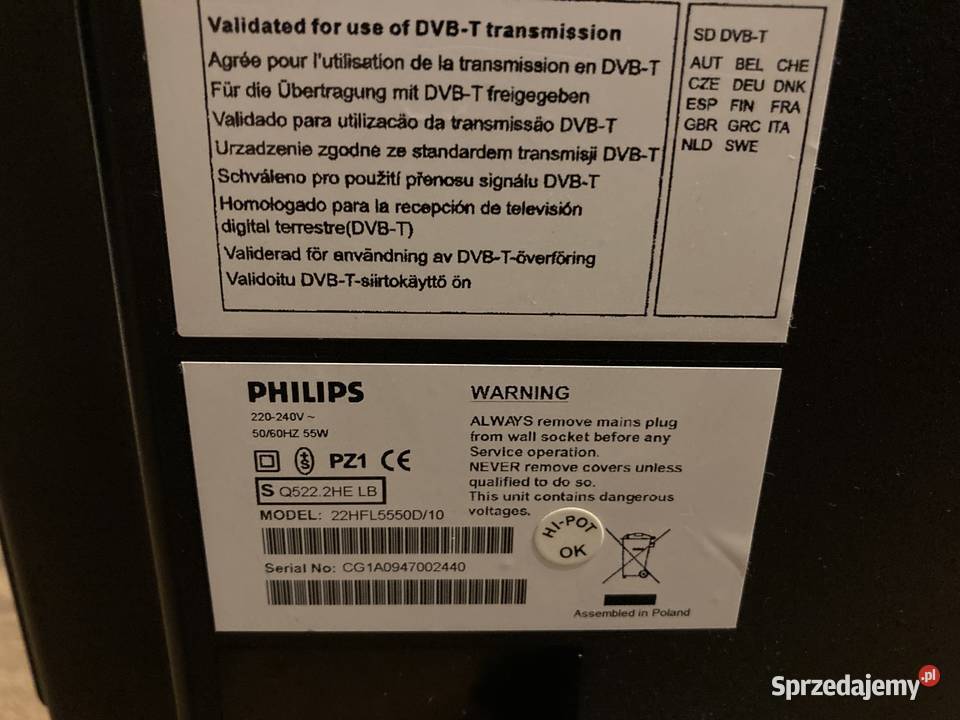 Validated for use of DVB-T transmission
Agrée pour l'utilisation de la transmission en DVB-T
Für die Übertragung mit DVB-T freigegeben
Validado para utilizacão da transmissão DVB-T
Urzadzenie zgodne ze standardem transmisji DVB-T
Schváleno pro použití přenosu signálu DVB-T
Homologado para la recepción de televisión
digital terrestre(DVB-T)
Validerad för användning av DVB-T-överföring
Validoitu DVB-T-siirtokäyttö ön
SD DVB-T
AUT BEL CHE
CZE DEU DNK
ESP FIN FRA
GBR GRC ITA
NLD SWE
PHILIPS
220-240V ~
50/60HZ 55W
PZ1 CE
S Q522.2HE LB
MODEL: 22HFL5550D/10
Serial No: CG1A0947002440
WARNING
ALWAYS remove mains plug
from wall socket before any
Service operation.
NEVER remove covers unless
qualified to do so.
This unit contains dangerous
voltages.
HI-POT
OK
Assembled in Poland
Sprzedajemy.pl